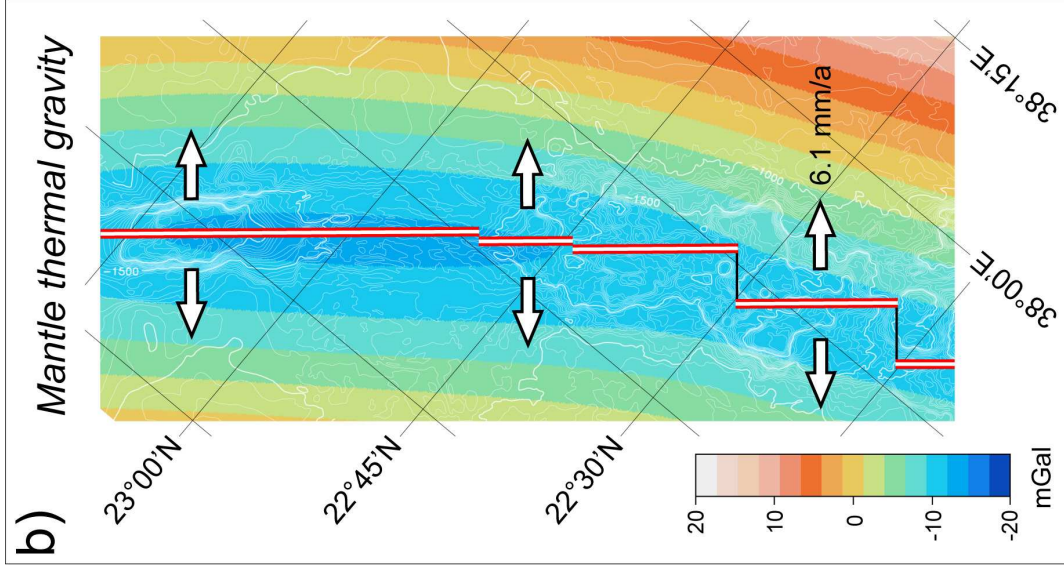 b)
Mantle thermal gravity
23°00'N
22°45'N
22°30'N
38°15'E
38°00'E
6.1 mm/a
-1500
-1500
-1000
20
10
0
-10
-20
mGal